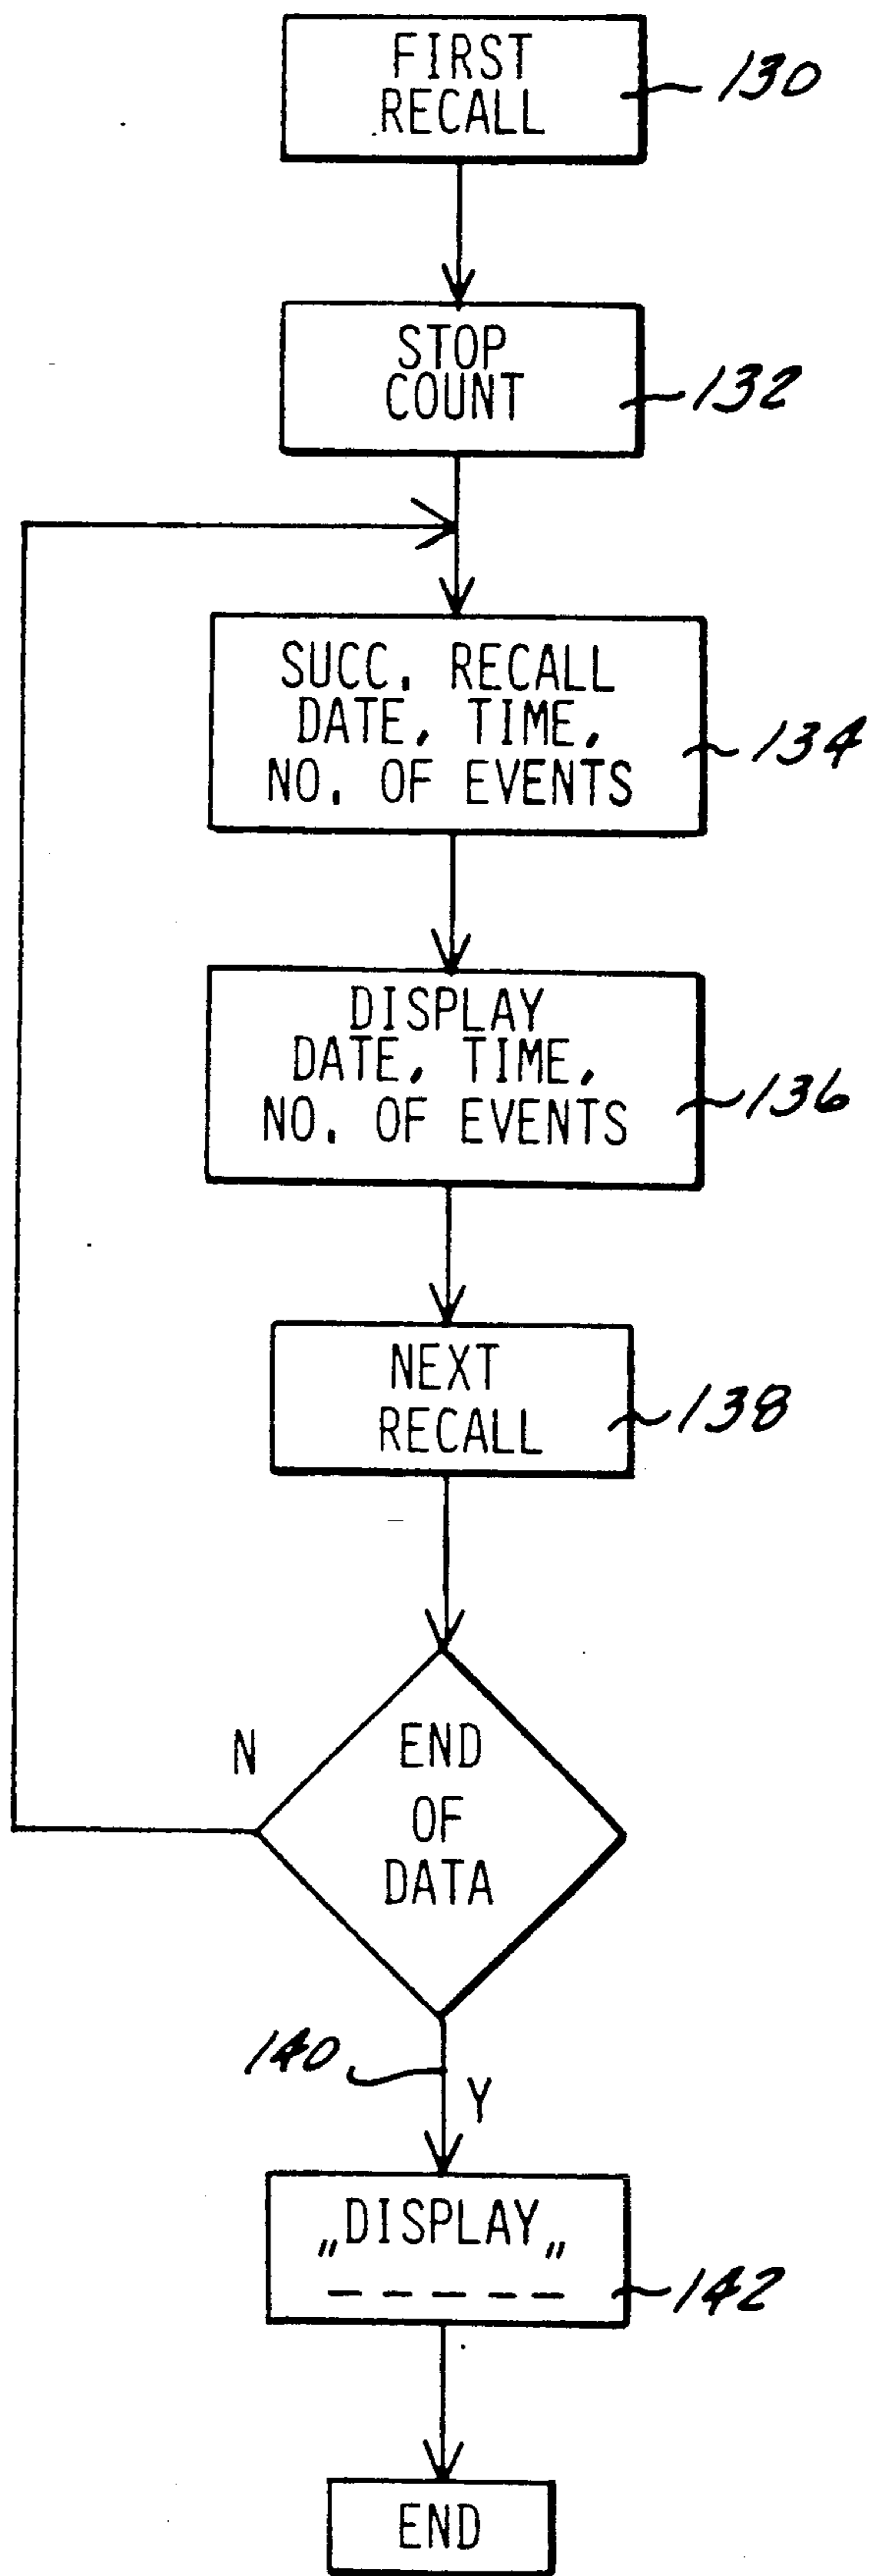 FIRST
RECALL
130
STOP
COUNT
132
SUCC. RECALL
DATE, TIME,
NO. OF EVENTS
134
DISPLAY
DATE, TIME,
NO. OF EVENTS
136
NEXT
RECALL
138
N
END
OF
DATA
140
Y
"DISPLAY"
— — — — —
142
END